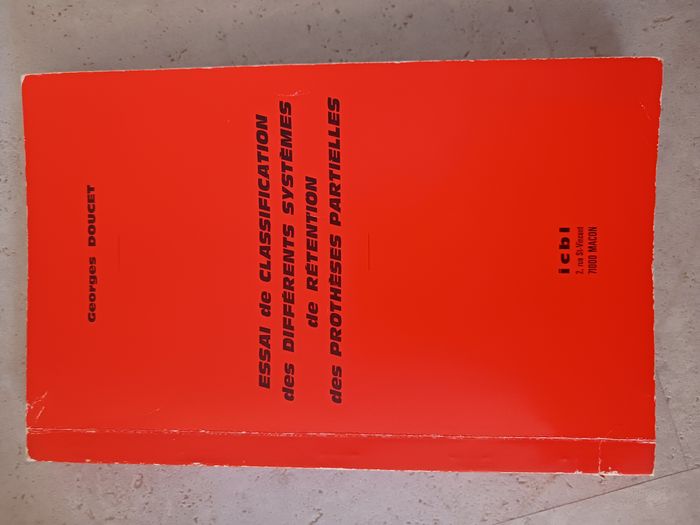 Georges DOUCET
ESSAI de CLASSIFICATION
des DIFFÉRENTS SYSTÈMES
de RÉTENTION
des PROTHÈSES PARTIELLES
icbl
2, rue St-Vincent
71000 MACON